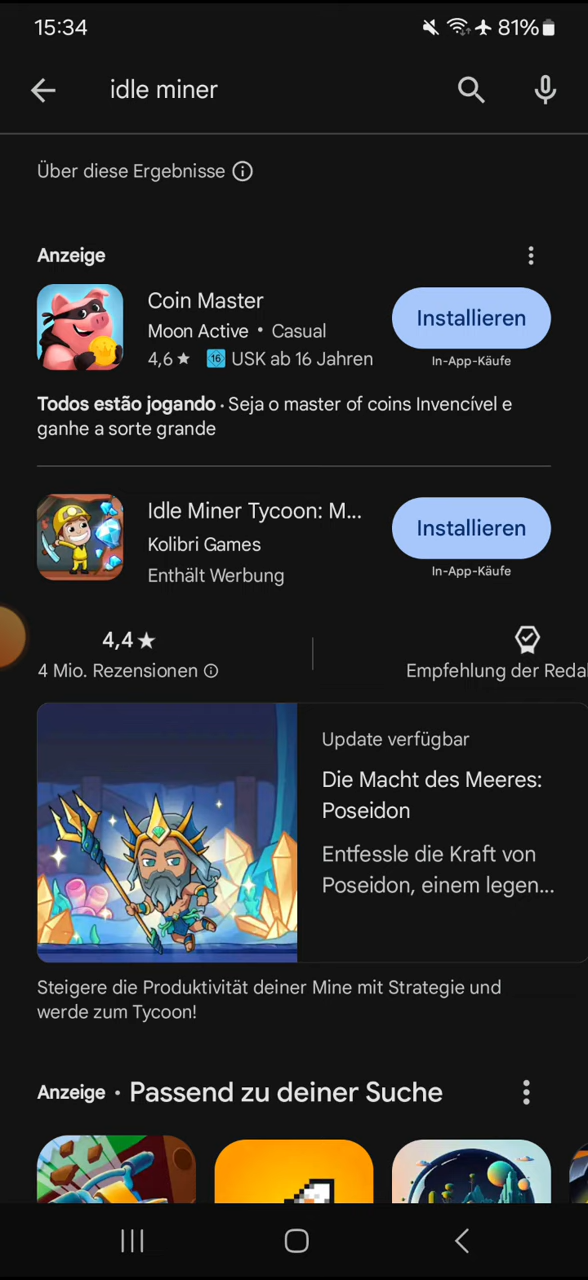 15:34
81%
idle miner
Über diese Ergebnisse
Anzeige
Coin Master
Installieren
Moon Active • Casual
4,6★ 16 USK ab 16 Jahren
In-App-Käufe
Todos estão jogando · Seja o master of coins Invencível e
ganhe a sorte grande
Idle Miner Tycoon: M...
Installieren
Kolibri Games
Enthält Werbung
In-App-Käufe
4,4★
4 Mio. Rezensionen
Empfehlung der Reda
Update verfügbar
Die Macht des Meeres:
Poseidon
Entfessle die Kraft von
Poseidon, einem legen...
Steigere die Produktivität deiner Mine mit Strategie und
werde zum Tycoon!
Anzeige • Passend zu deiner Suche